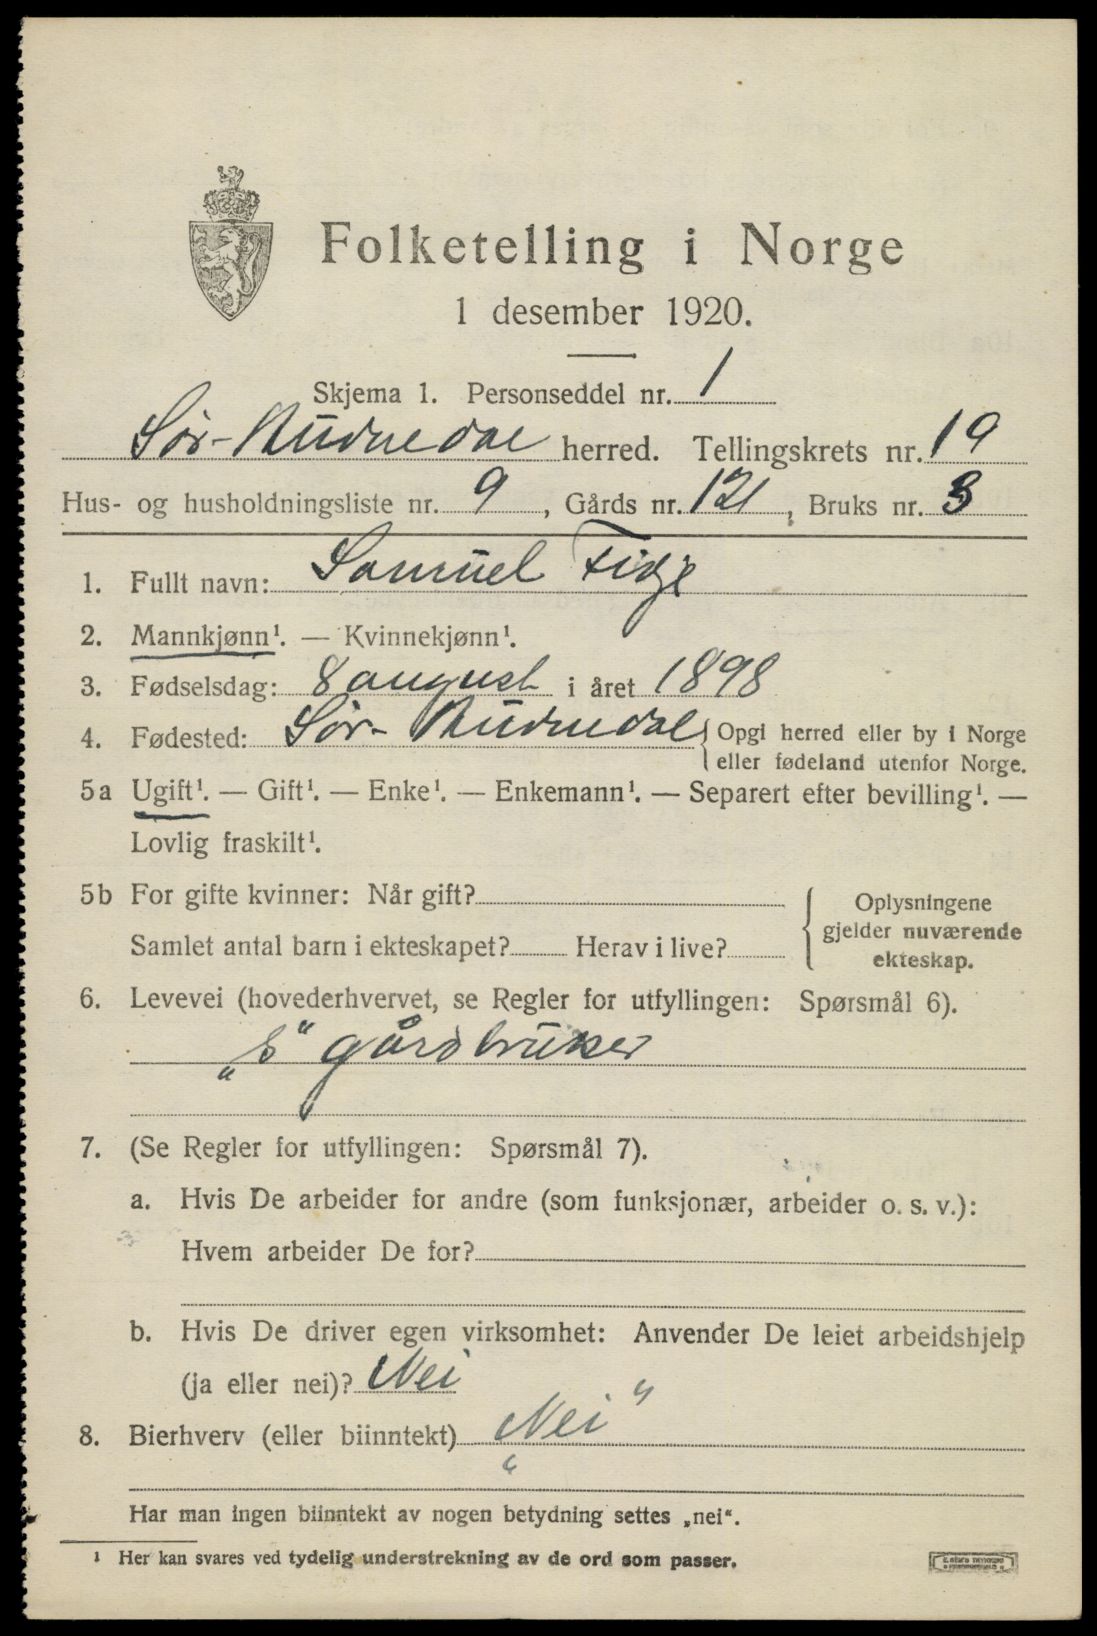 Folketelling i Norge
1 desember 1920.
Skjema 1. Personseddel nr. 1
Sør-Audnedal herred. Tellingskrets nr. 19
Hus- og husholdningsliste nr. 9, Gårds nr. 121, Bruks nr. 3
1. Fullt navn: Samuel Tidje
2. Mannkjønn¹. — Kvinnekjønn¹.
3. Fødselsdag: 8 august i året 1898
4. Fødested: Sør-Audnedal { Opgi herred eller by i Norge
eller fødeland utenfor Norge.
5a Ugift¹. — Gift¹. — Enke¹. — Enkemann¹. — Separert efter bevilling¹. —
Lovlig fraskilt¹.
5b For gifte kvinner: Når gift?
Samlet antal barn i ekteskapet? Herav i live?
Oplysningene
gjelder nuværende
ekteskap.
6. Levevei (hovederhvervet, se Regler for utfyllingen: Spørsmål 6).
„s“ gårdbruker
7. (Se Regler for utfyllingen: Spørsmål 7).
a. Hvis De arbeider for andre (som funksjonær, arbeider o. s. v.):
Hvem arbeider De for?
b. Hvis De driver egen virksomhet: Anvender De leiet arbeidshjelp
(ja eller nei)? Nei
8. Bierhverv (eller biinntekt) „Nei“
Har man ingen biinntekt av nogen betydning settes „nei“.
¹ Her kan svares ved tydelig understrekning av de ord som passer.